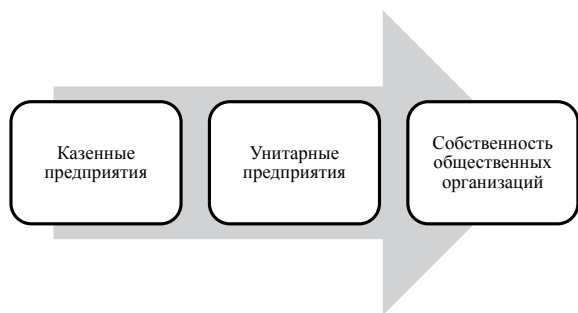 Казенные
предприятия
Унитарные
предприятия
Собственность
общественных
организаций